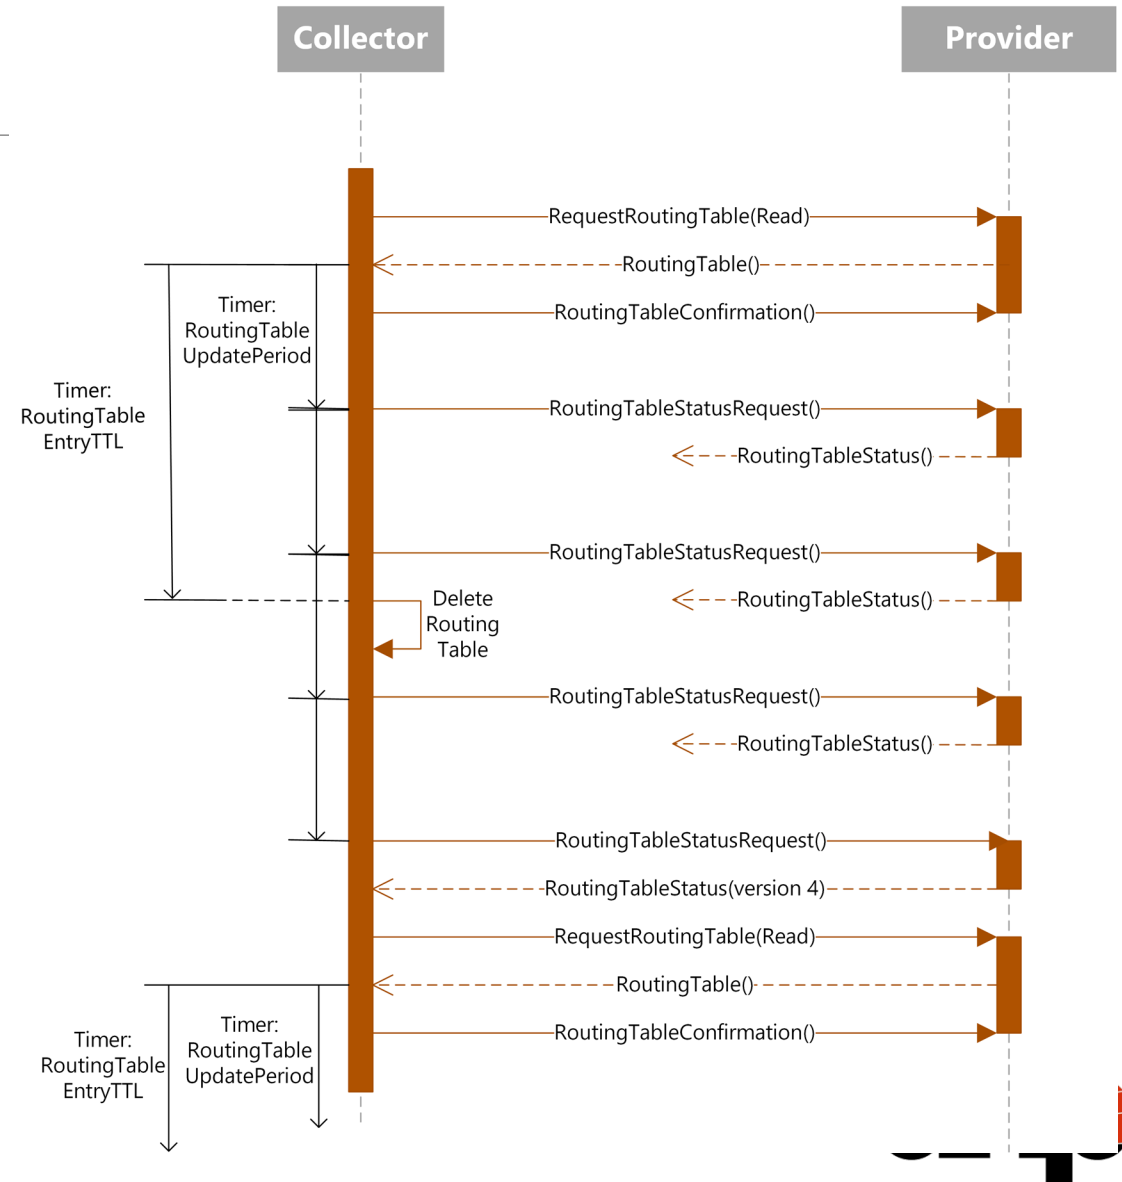 Collector
Provider
RequestRoutingTable(Read)
RoutingTable()
Timer:
RoutingTable
UpdatePeriod
RoutingTableConfirmation()
Timer:
RoutingTable
EntryTTL
RoutingTableStatusRequest()
RoutingTableStatus()
RoutingTableStatusRequest()
RoutingTableStatus()
Delete
Routing
Table
RoutingTableStatusRequest()
RoutingTableStatus()
RoutingTableStatusRequest()
RoutingTableStatus(version 4)
RequestRoutingTable(Read)
RoutingTable()
Timer:
RoutingTable
UpdatePeriod
RoutingTableConfirmation()
Timer:
RoutingTable
EntryTTL